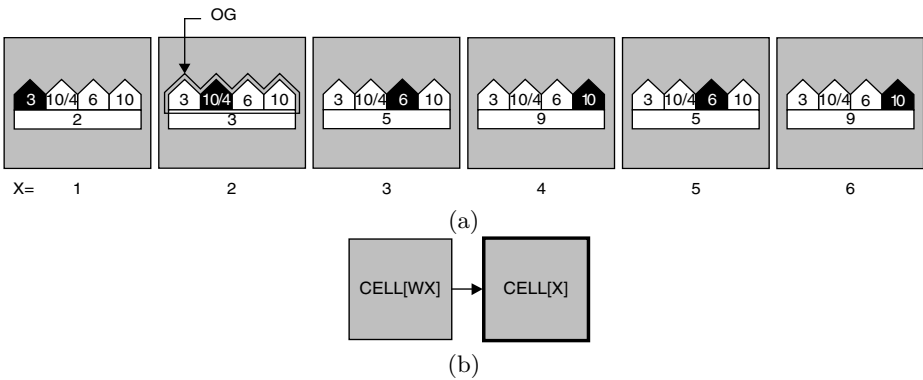 OG
3 10/4 6 10 3 10/4 6 10 3 10/4 6 10 3 10/4 6 10 3 10/4 6 10 3 10/4 6 10
2 3 5 9 5 9
X= 1 2 3 4 5 6
(a)
CELL[WX] CELL[X]
(b)